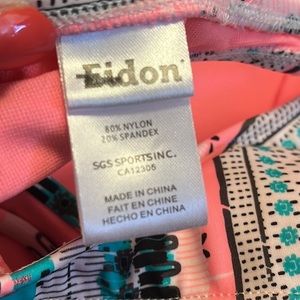 Eidon
80% NYLON
20% SPANDEX
SGS SPORTS INC.
CA12306
MADE IN CHINA
FAIT EN CHINE
HECHO EN CHINA